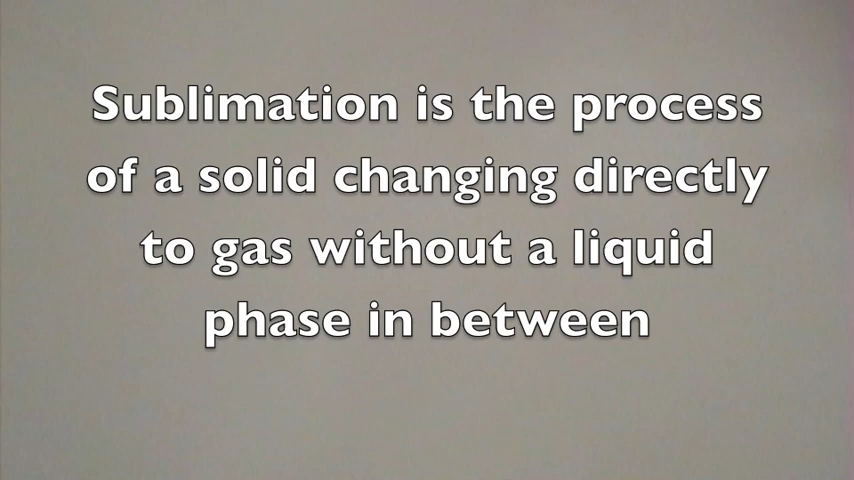 Sublimation is the process
of a solid changing directly
to gas without a liquid
phase in between